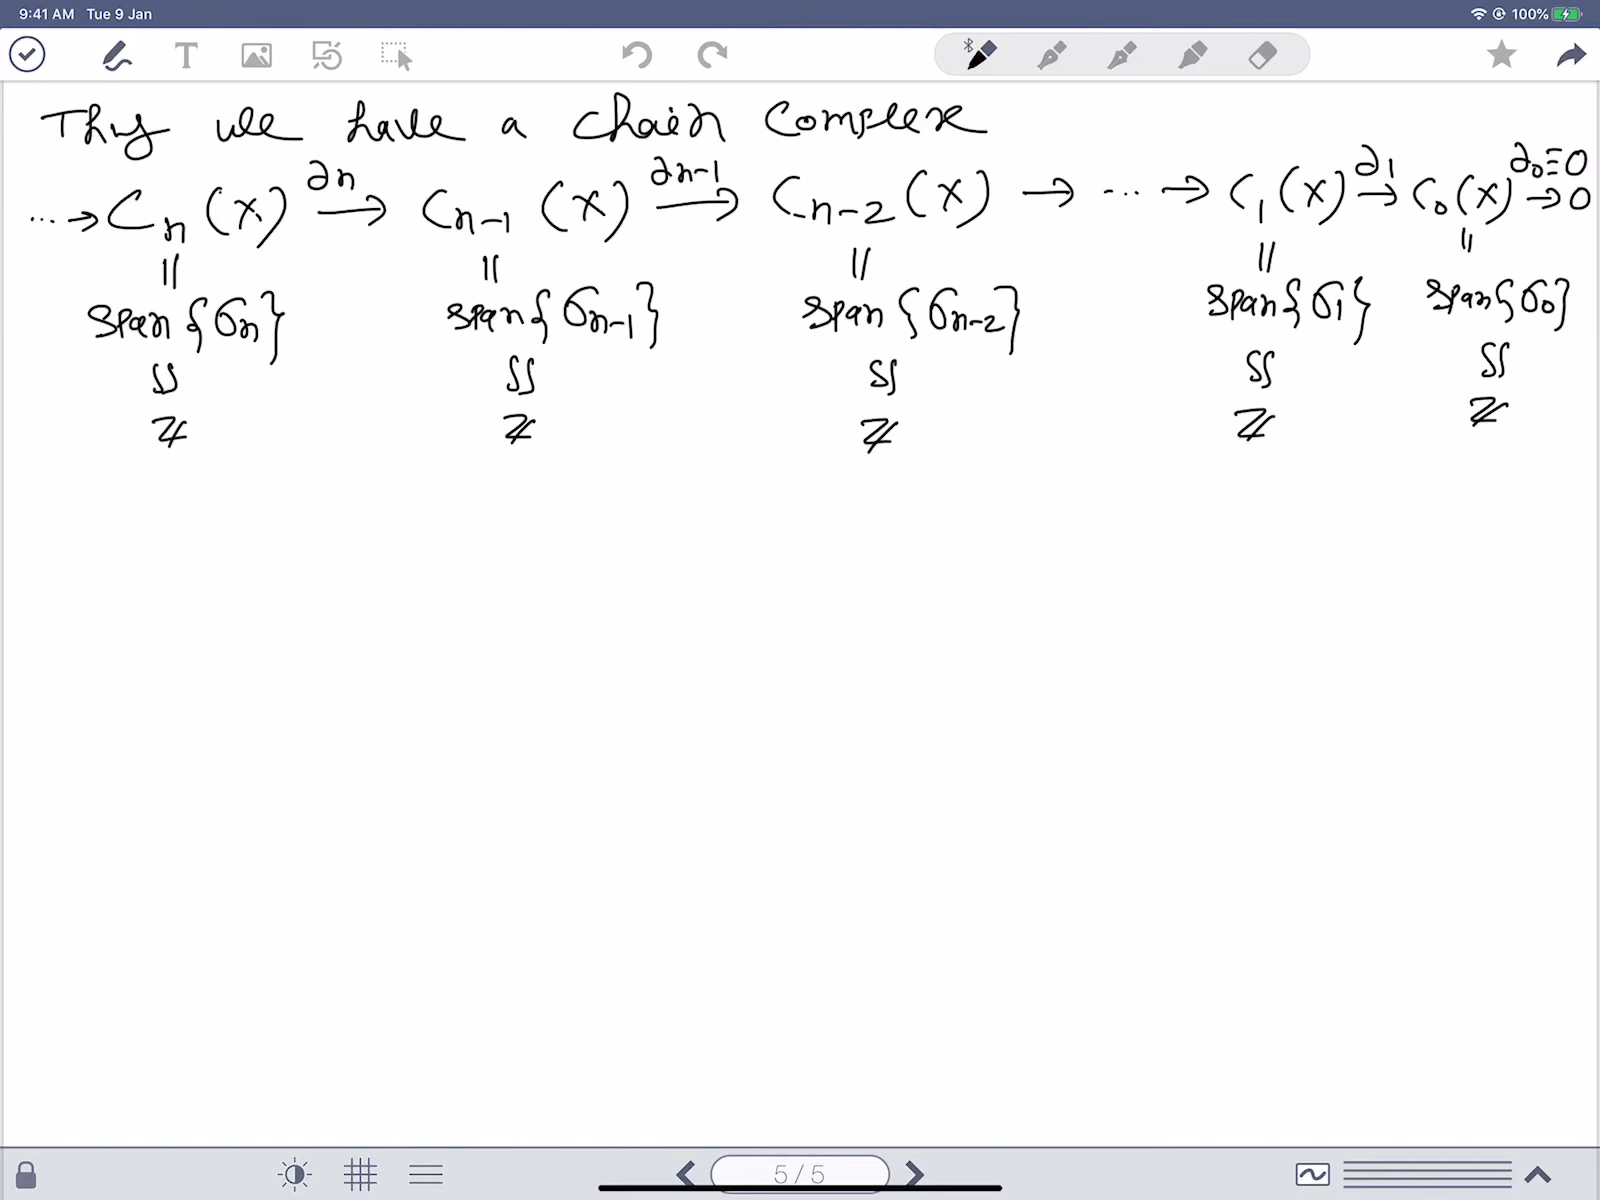 9:41 AM Tue 9 Jan 100%
Thus we have a chain complex
... → Cₙ(X) —∂ₙ→ Cₙ₋₁(X) —∂ₙ₋₁→ Cₙ₋₂(X) → ... → C₁(X) —∂₁→ C₀(X) —∂₀≡0→ 0
|| || || || ||
span{σₙ} span{σₙ₋₁} span{σₙ₋₂} span{σ₁} span{σ₀}
≀≀ ≀≀ ≀≀ ≀≀ ≀≀
ℤ ℤ ℤ ℤ ℤ
5 / 5